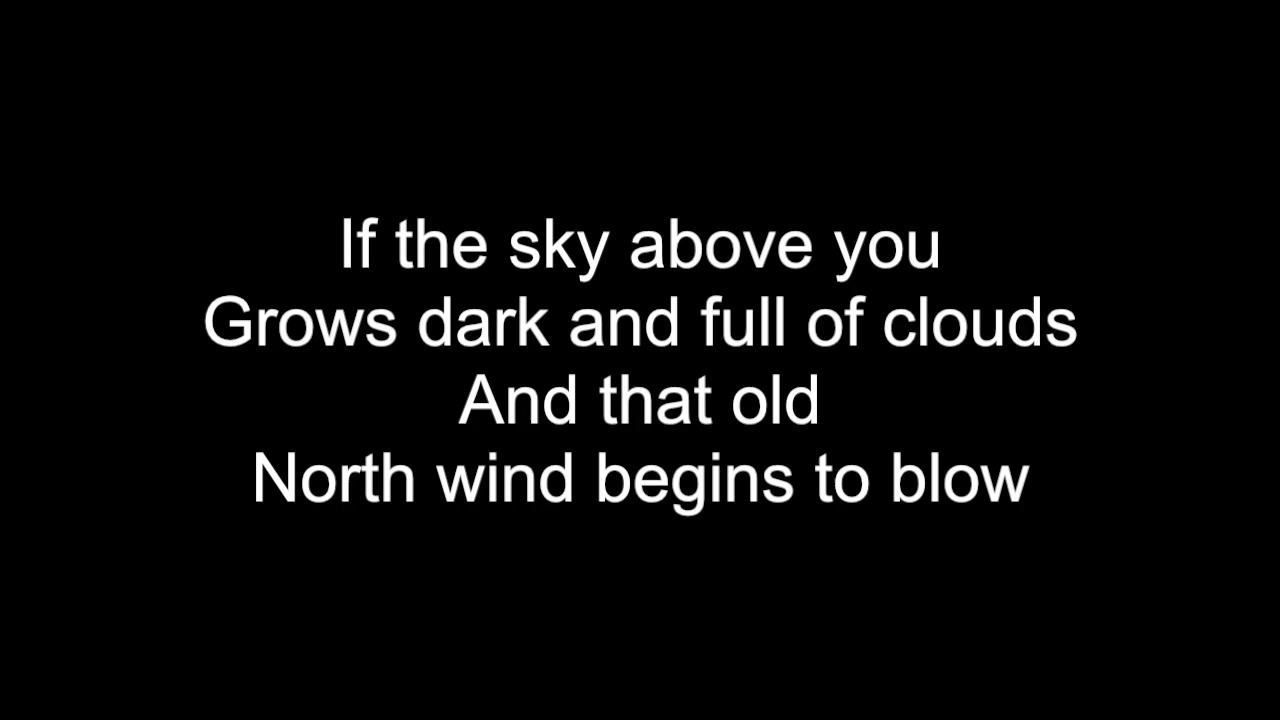 If the sky above you
Grows dark and full of clouds
And that old
North wind begins to blow